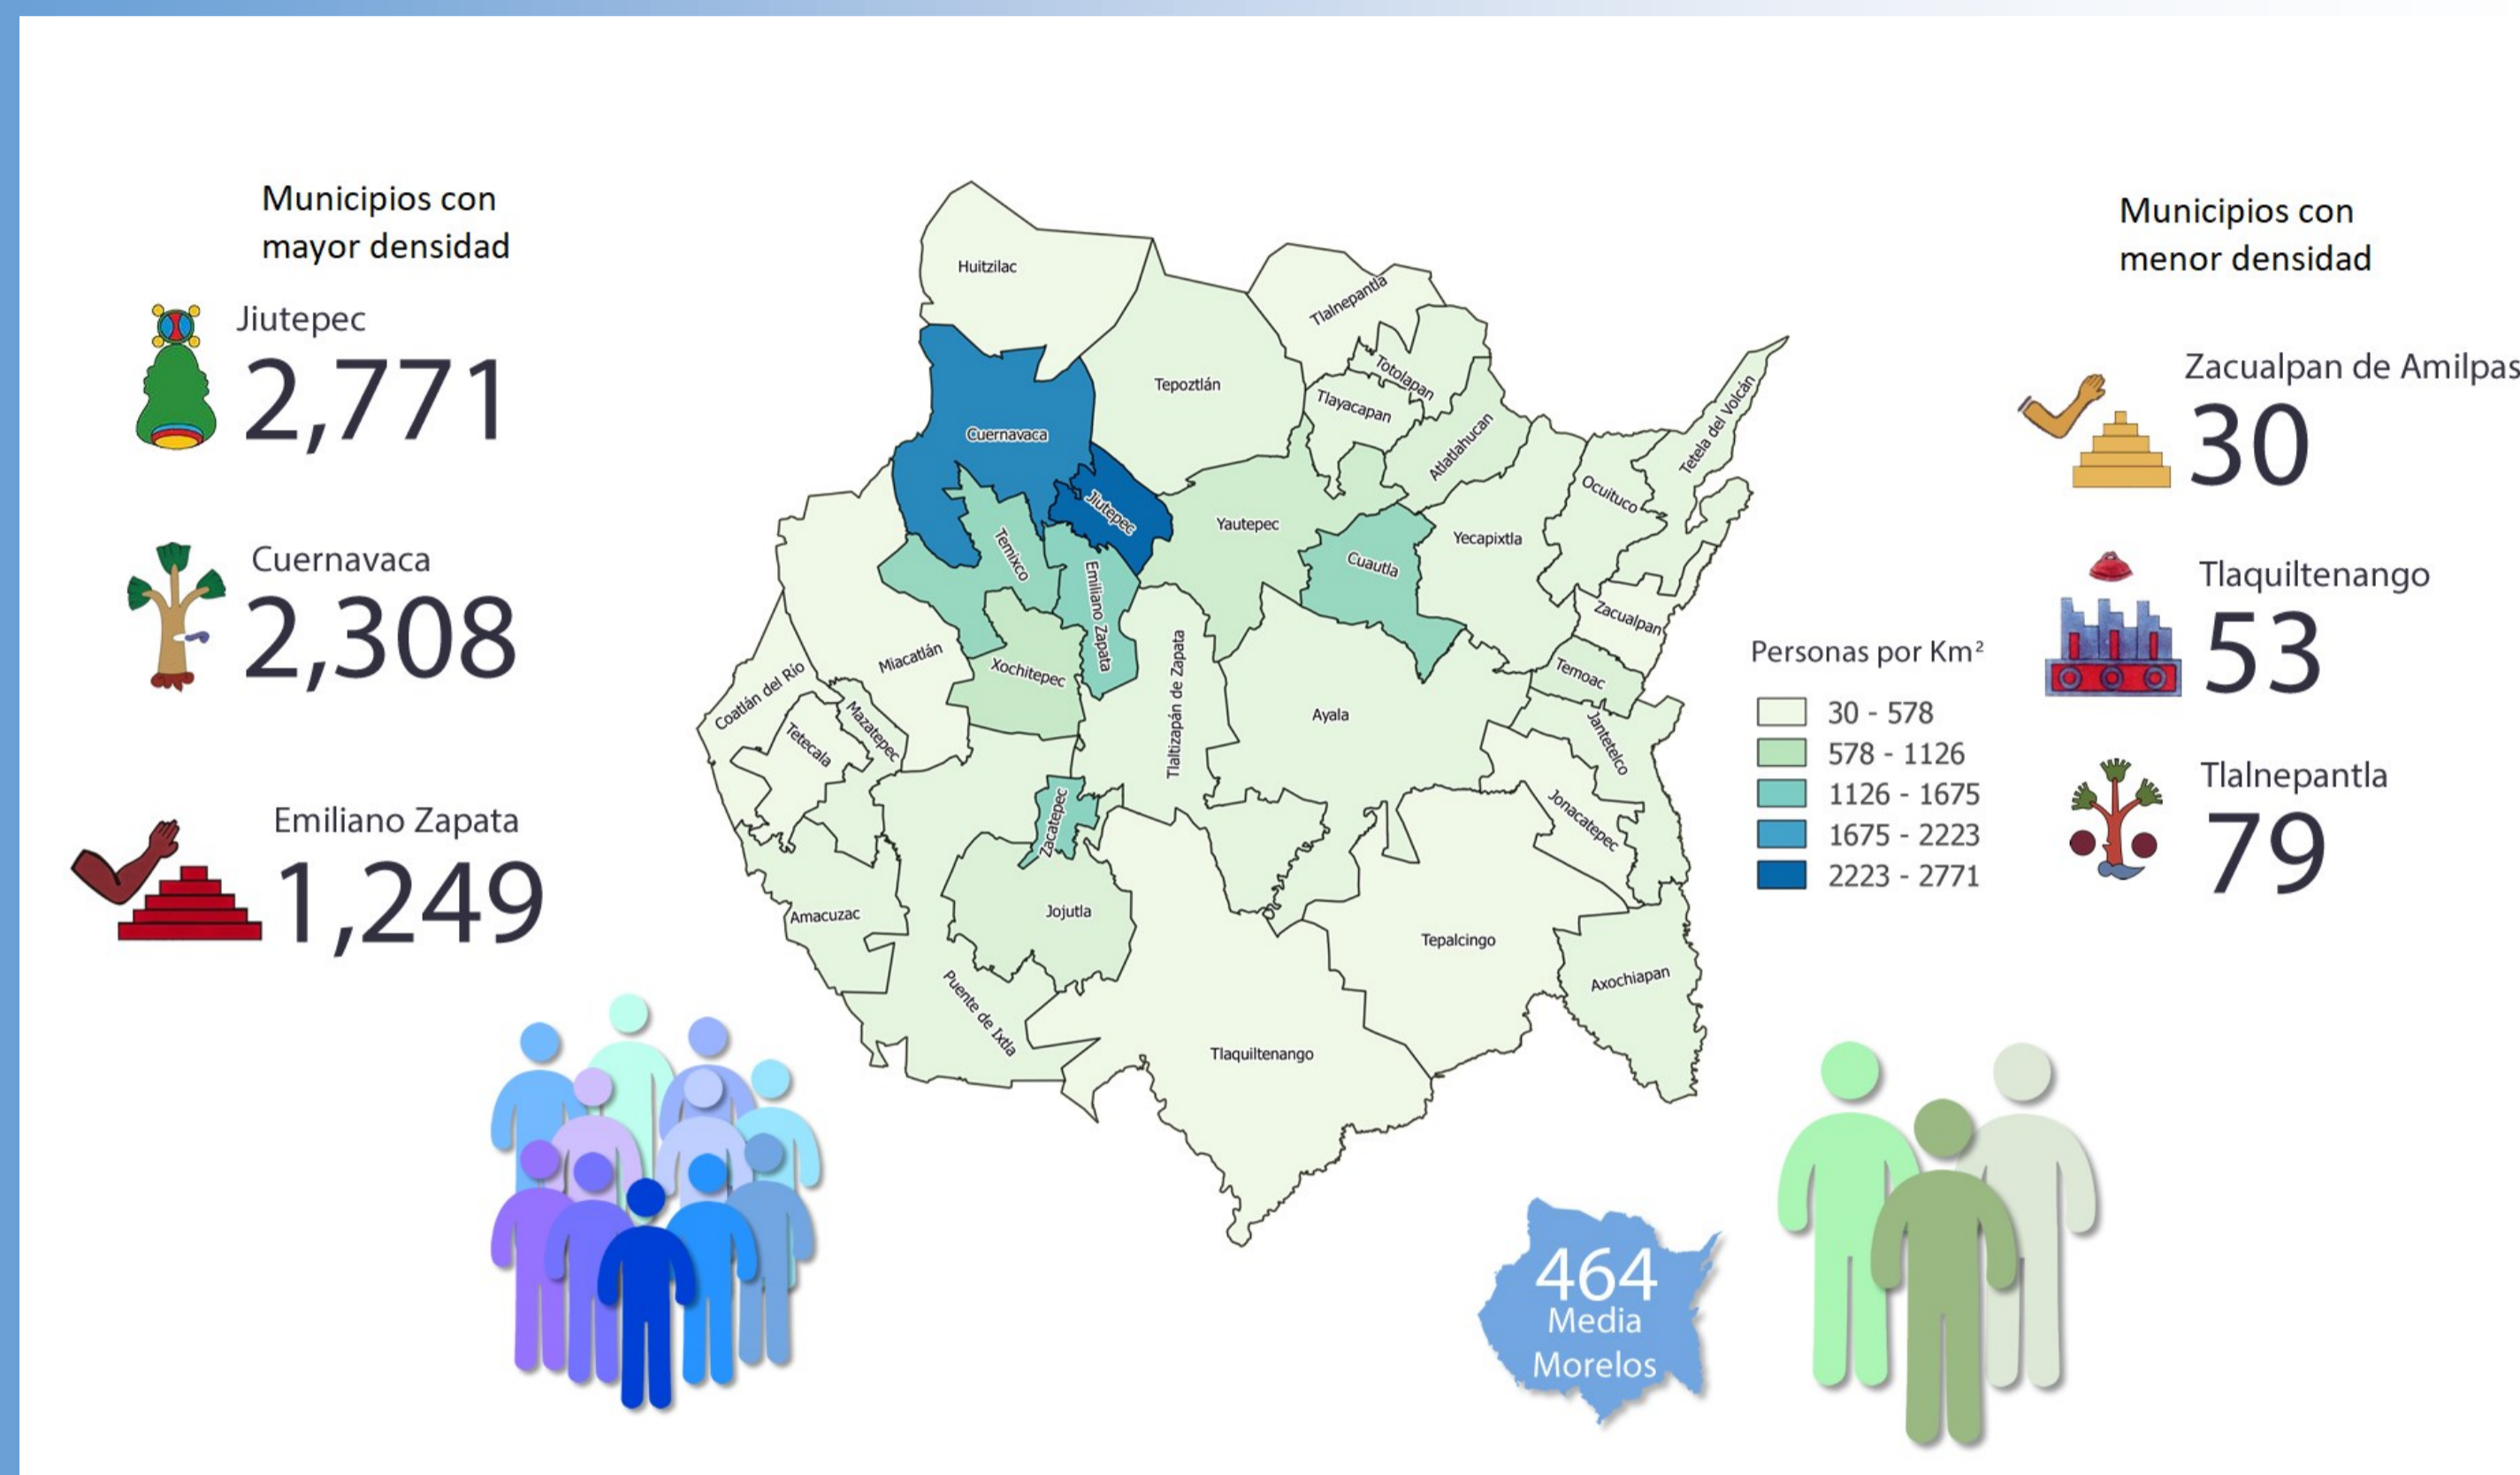 Municipios con
mayor densidad
Jiutepec
2,771
Cuernavaca
2,308
Emiliano Zapata
1,249
Huitzilac
Tepoztlán
Tlalnepantla
Totolapan
Tlayacapan
Atlatlahucan
Tetela del Volcán
Cuernavaca
Jiutepec
Temixco
Emiliano Zapata
Yautepec
Cuautla
Yecapixtla
Ocuituco
Zacualpan
Temoac
Jantetelco
Jonacatepec
Coatlán del Río
Miacatlán
Xochitepec
Mazatepec
Tetecala
Tlaltizapán de Zapata
Ayala
Zacatepec
Amacuzac
Jojutla
Puente de Ixtla
Tlaquiltenango
Tepalcingo
Axochiapan
Municipios con
menor densidad
Zacualpan de Amilpas
30
Tlaquiltenango
53
Tlalnepantla
79
Personas por Km²
30 - 578
578 - 1126
1126 - 1675
1675 - 2223
2223 - 2771
464
Media
Morelos